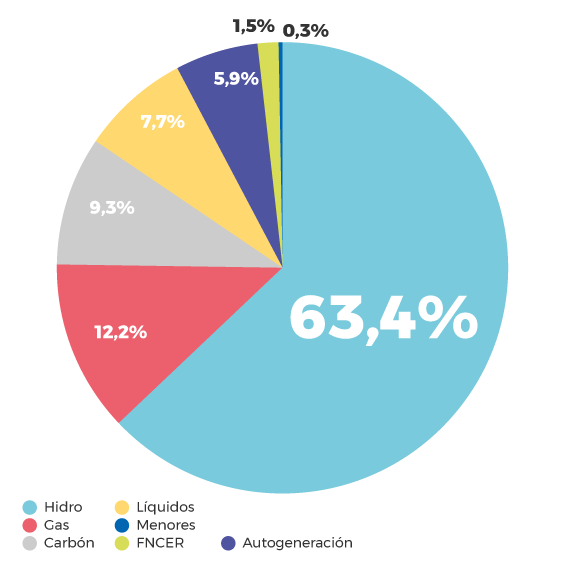 1,5%
0,3%
5,9%
7,7%
9,3%
12,2%
63,4%
Hidro
Gas
Carbón
Líquidos
Menores
FNCER
Autogeneración